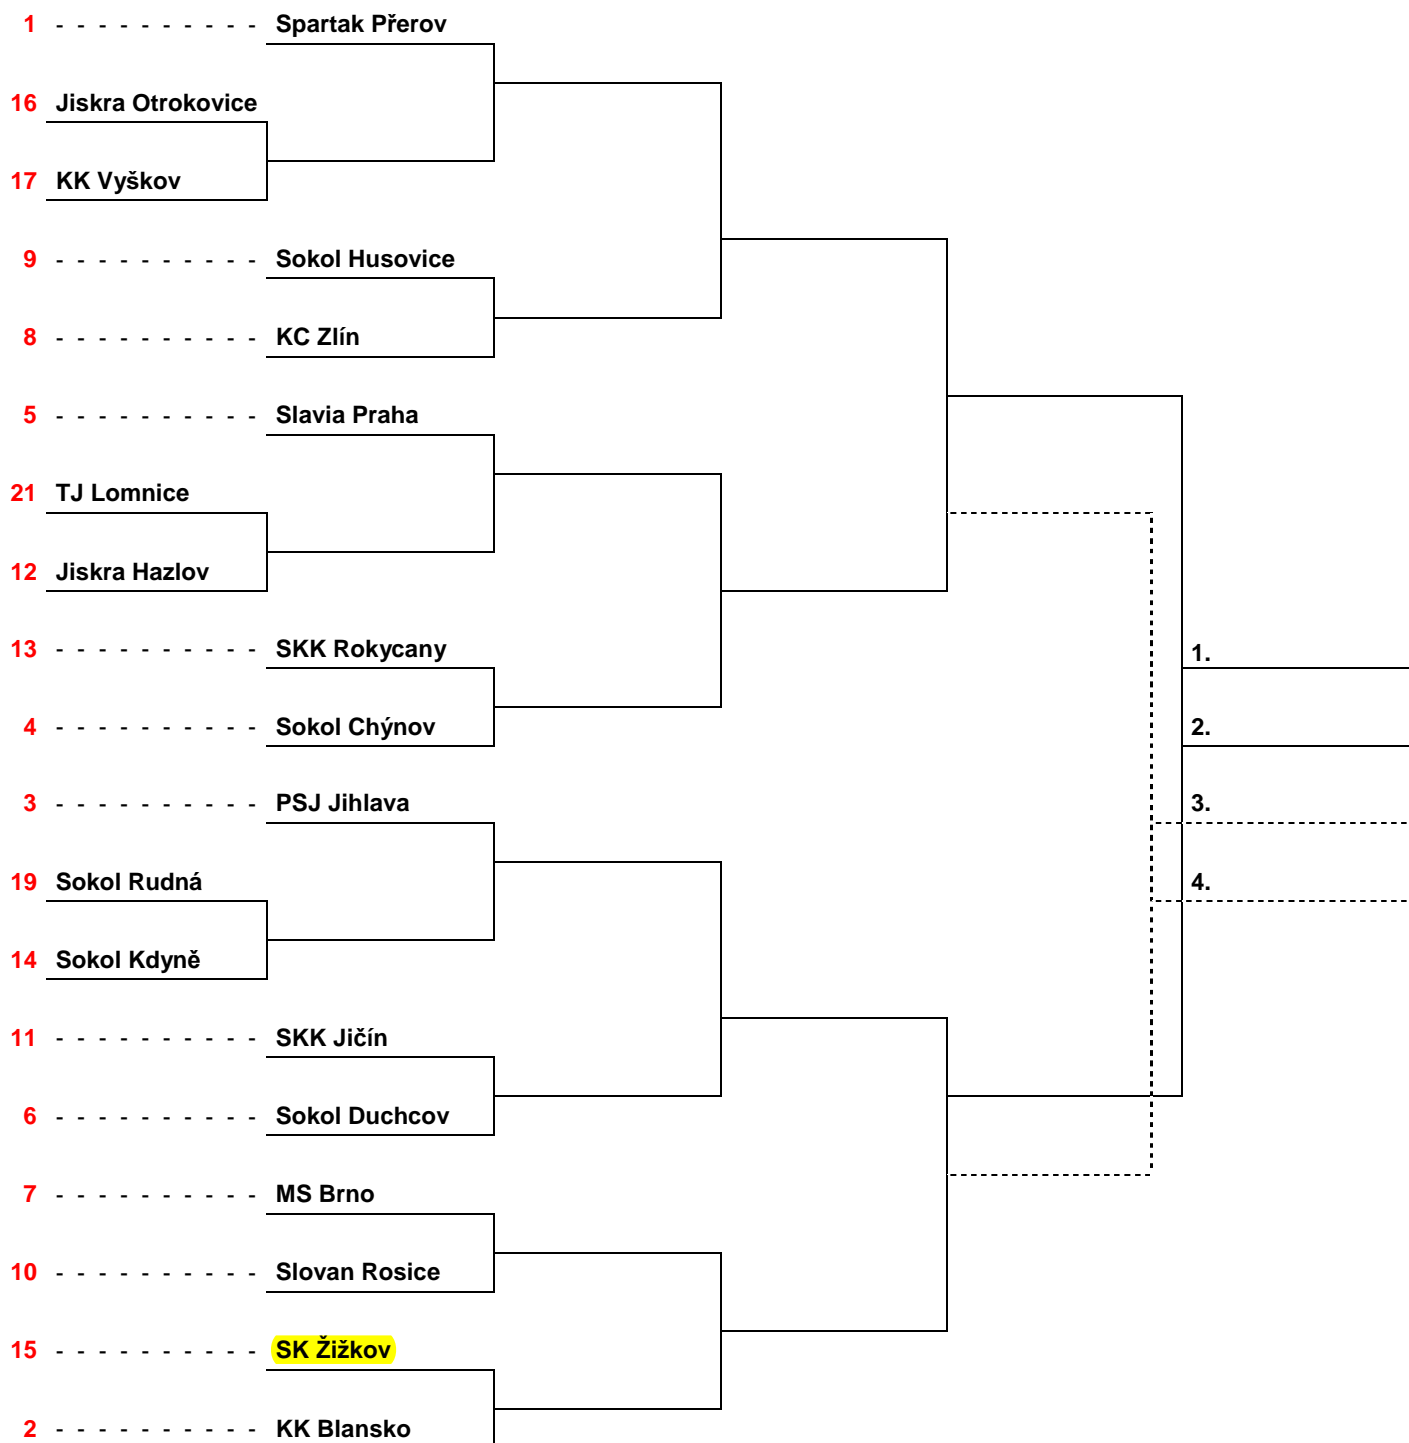 1 - - - - - - - - - - Spartak Přerov
16 Jiskra Otrokovice
17 KK Vyškov
9 - - - - - - - - - - Sokol Husovice
8 - - - - - - - - - - KC Zlín
5 - - - - - - - - - - Slavia Praha
21 TJ Lomnice
12 Jiskra Hazlov
13 - - - - - - - - - - SKK Rokycany
1.
4 - - - - - - - - - - Sokol Chýnov
2.
3 - - - - - - - - - - PSJ Jihlava
3.
19 Sokol Rudná
4.
14 Sokol Kdyně
11 - - - - - - - - - - SKK Jičín
6 - - - - - - - - - - Sokol Duchcov
7 - - - - - - - - - - MS Brno
10 - - - - - - - - - - Slovan Rosice
15 - - - - - - - - - - SK Žižkov
2 - - - - - - - - - - KK Blansko